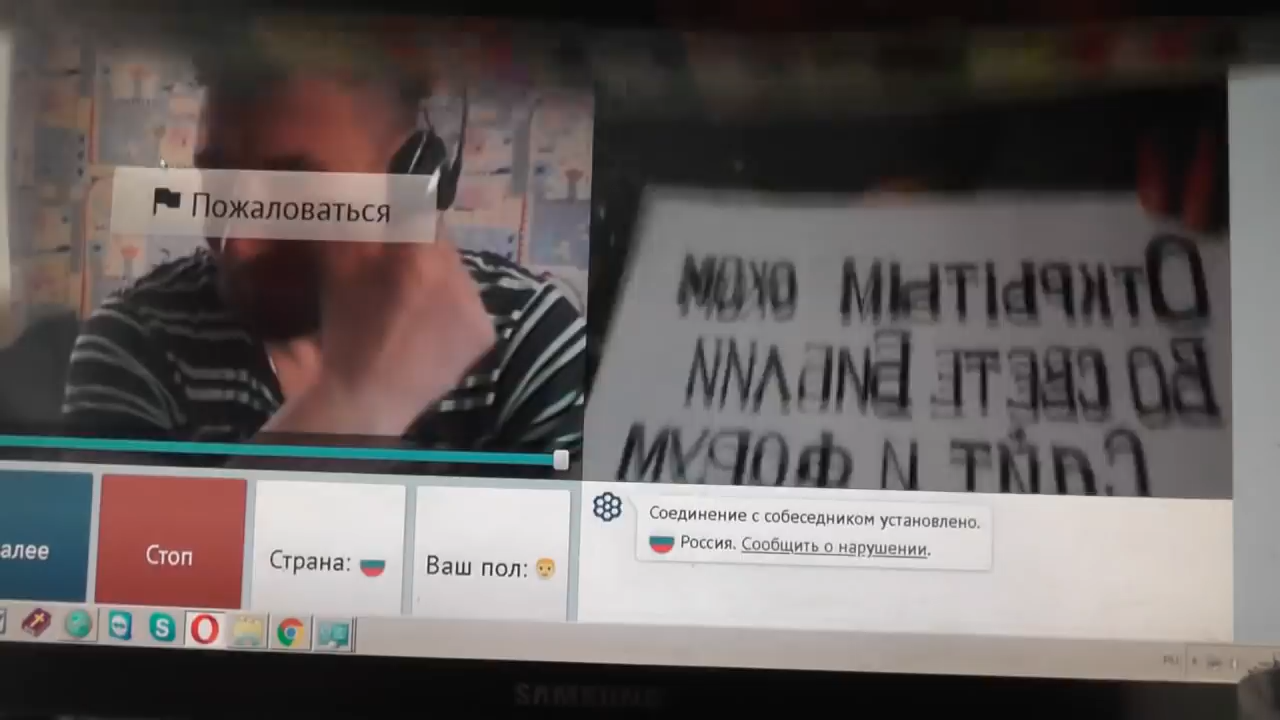 Пожаловаться
Открытым оком
Во свете Библии
Сайт и форум
алее
Стоп
Страна:
Ваш пол:
Соединение с собеседником установлено.
Россия. Сообщить о нарушении.
RU
SAMSUNG